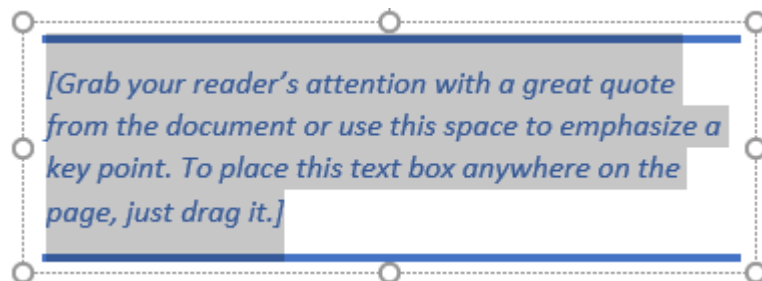 [Grab your reader’s attention with a great quote
from the document or use this space to emphasize a
key point. To place this text box anywhere on the
page, just drag it.]